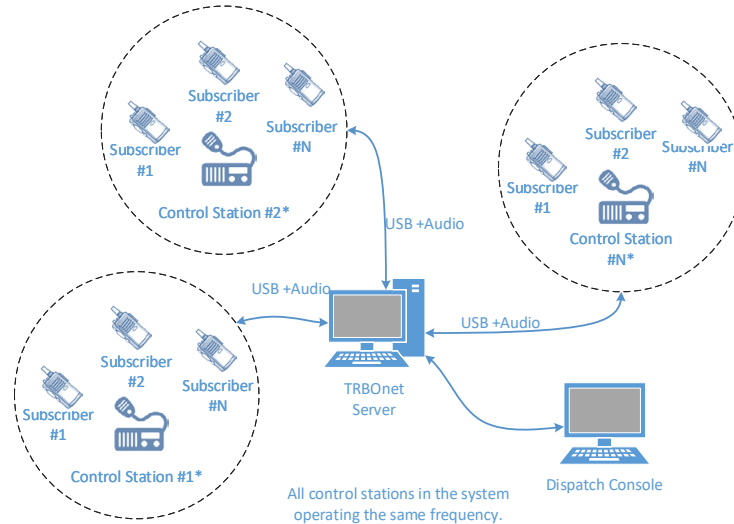 Subscriber
#1
Subscriber
#2
Subscriber
#N
Control Station #2*
USB +Audio
Subscriber
#1
Subscriber
#2
Subscriber
#N
Control Station
#N*
USB +Audio
USB +Audio
Subscriber
#1
Subscriber
#2
Subscriber
#N
Control Station #1*
TRBOnet
Server
Dispatch Console
All control stations in the system
operating the same frequency.